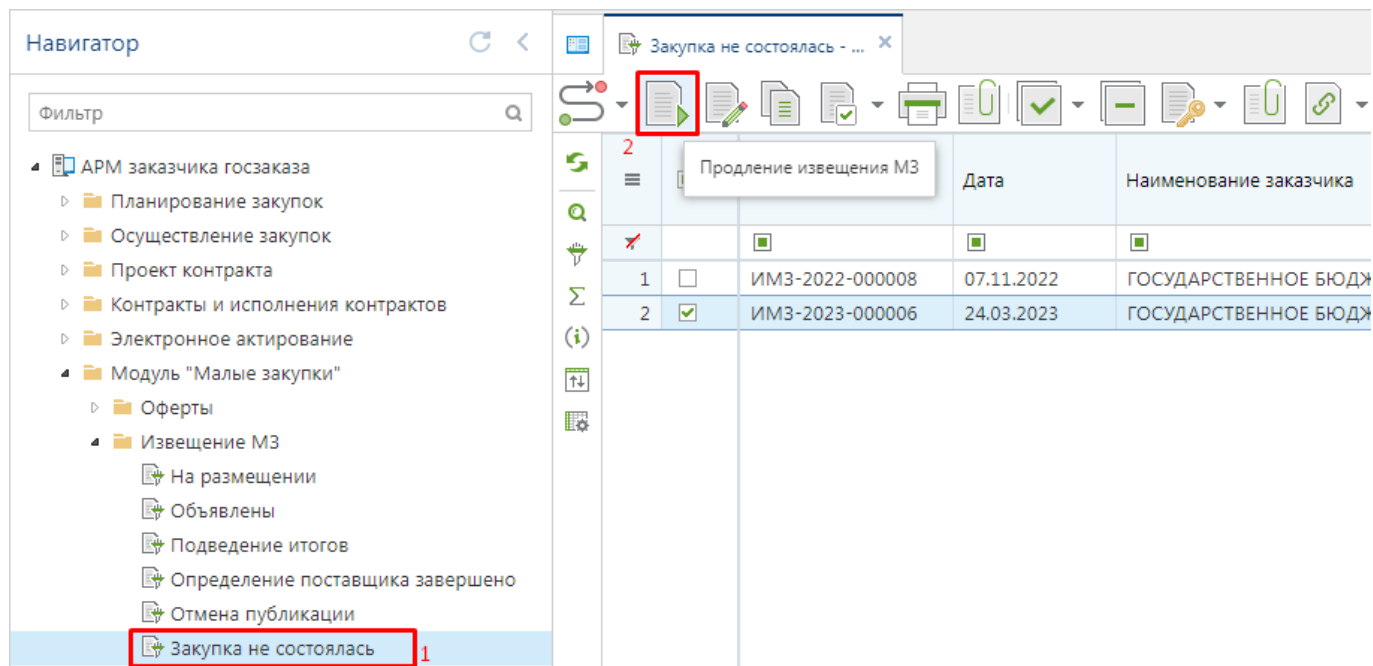 Навигатор
Закупка не состоялась - ...
Фильтр
2
Продление извещения МЗ
Дата
Наименование заказчика
АРМ заказчика госзаказа
Планирование закупок
Осуществление закупок
Проект контракта
Контракты и исполнения контрактов
Электронное актирование
Модуль "Малые закупки"
Оферты
Извещение МЗ
На размещении
Объявлены
Подведение итогов
Определение поставщика завершено
Отмена публикации
Закупка не состоялась 1
1 ИМЗ-2022-000008 07.11.2022 ГОСУДАРСТВЕННОЕ БЮДЖ
2 ИМЗ-2023-000006 24.03.2023 ГОСУДАРСТВЕННОЕ БЮДЖ